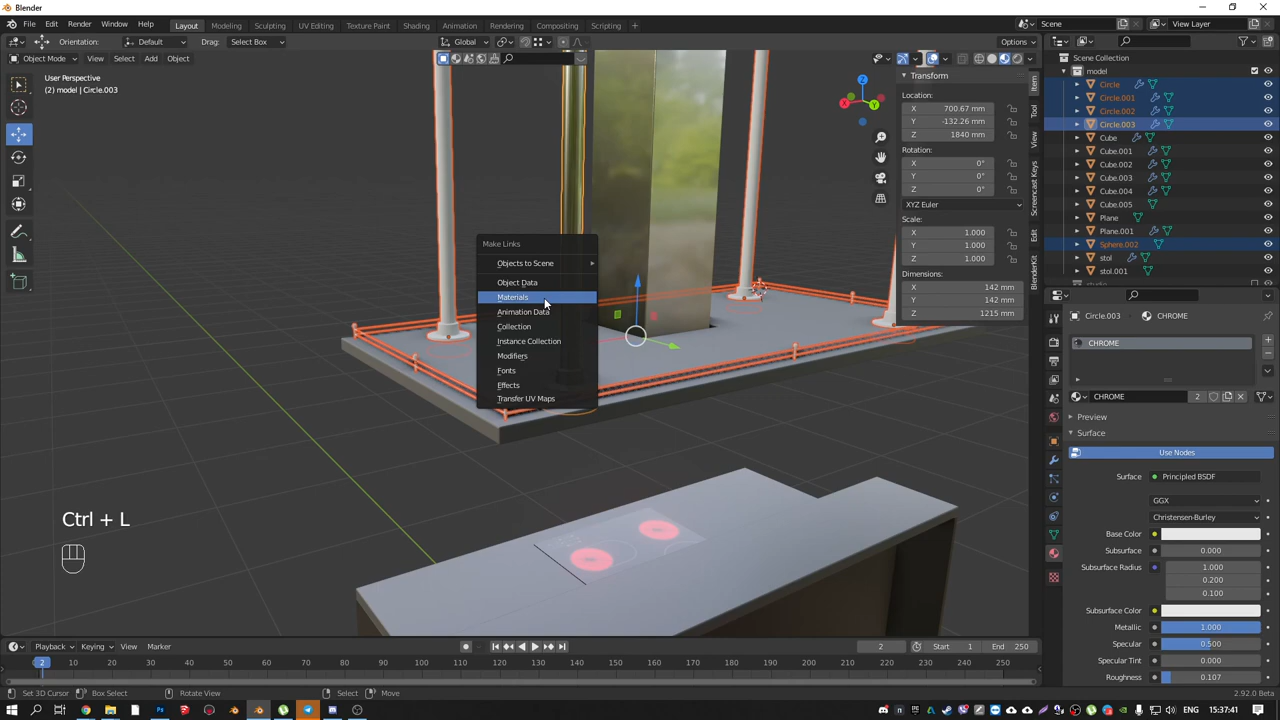 Blender
File Edit Render Window Help Layout Modeling Sculpting UV Editing Texture Paint Shading Animation Rendering Compositing Scripting + Scene View Layer
Orientation: Default Drag: Select Box Options
Object Mode View Select Add Object Global
User Perspective
(2) model | Circle.003
Make Links
Objects to Scene
Object Data
Materials
Animation Data
Collection
Instance Collection
Modifiers
Fonts
Effects
Transfer UV Maps
Ctrl + L
Transform
Location:
X 700.67 mm
Y -132.26 mm
Z 1840 mm
Rotation:
X 0°
Y 0°
Z 0°
XYZ Euler
Scale:
X 1.000
Y 1.000
Z 1.000
Dimensions:
X 142 mm
Y 142 mm
Z 1215 mm
Item
Tool
View
Screencast Keys
Edit
BlenderKit
Scene Collection
model
Circle
Circle.001
Circle.002
Circle.003
Cube
Cube.001
Cube.002
Cube.003
Cube.004
Cube.005
Plane
Plane.001
Sphere.002
stol
stol.001
Circle.003 CHROME
CHROME
CHROME 2
Preview
Surface
Use Nodes
Surface Principled BSDF
GGX
Christensen-Burley
Base Color
Subsurface 0.000
Subsurface Radius 1.000
0.200
0.100
Subsurface Color
Metallic 1.000
Specular 0.500
Specular Tint 0.000
Roughness 0.107
Playback Keying View Marker 2 Start 1 End 250
2 10 20 30 40 50 60 70 80 90 100 110 120 130 140 150 160 170 180 190 200 210 220 230 240 250
Set 3D Cursor Box Select Rotate View Select Move 2.92.0 Beta
ENG 15:37:41